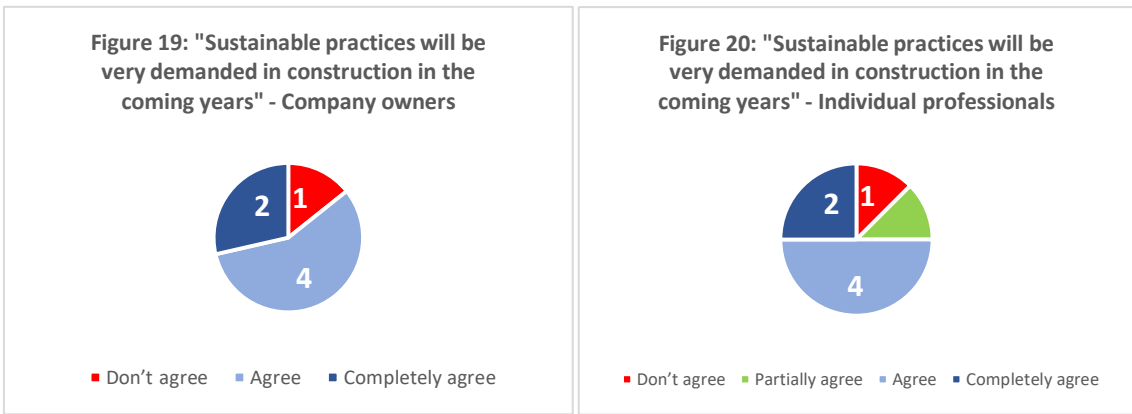 Figure 19: "Sustainable practices will be
very demanded in construction in the
coming years" - Company owners
2
1
4
Don't agree Agree Completely agree
Figure 20: "Sustainable practices will be
very demanded in construction in the
coming years" - Individual professionals
2
1
4
Don't agree Partially agree Agree Completely agree